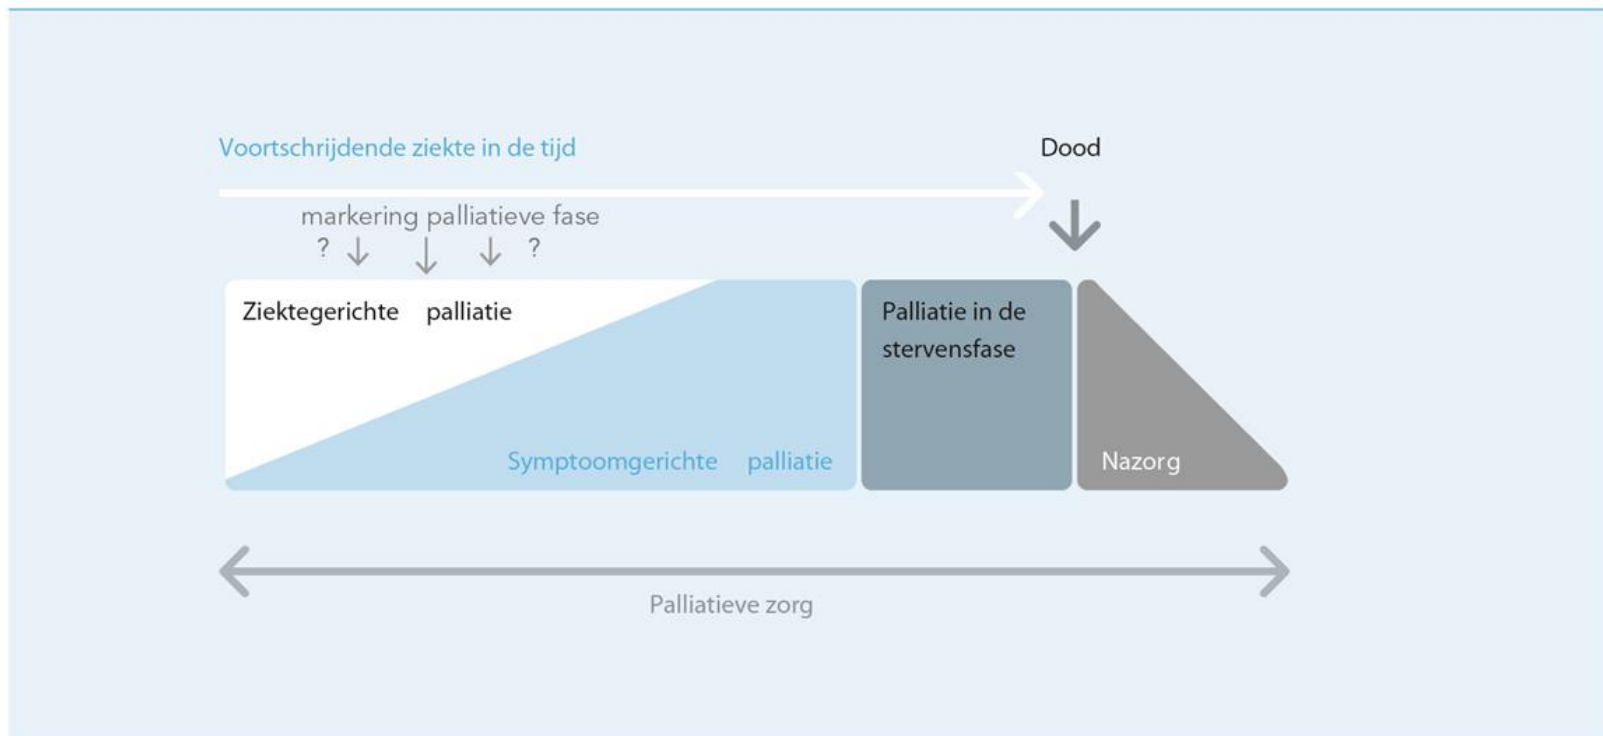 Voortschrijdende ziekte in de tijd
Dood
markering palliatieve fase
? ?
Ziektegerichte palliatie
Palliatie in de
stervensfase
Symptoomgerichte palliatie
Nazorg
Palliatieve zorg